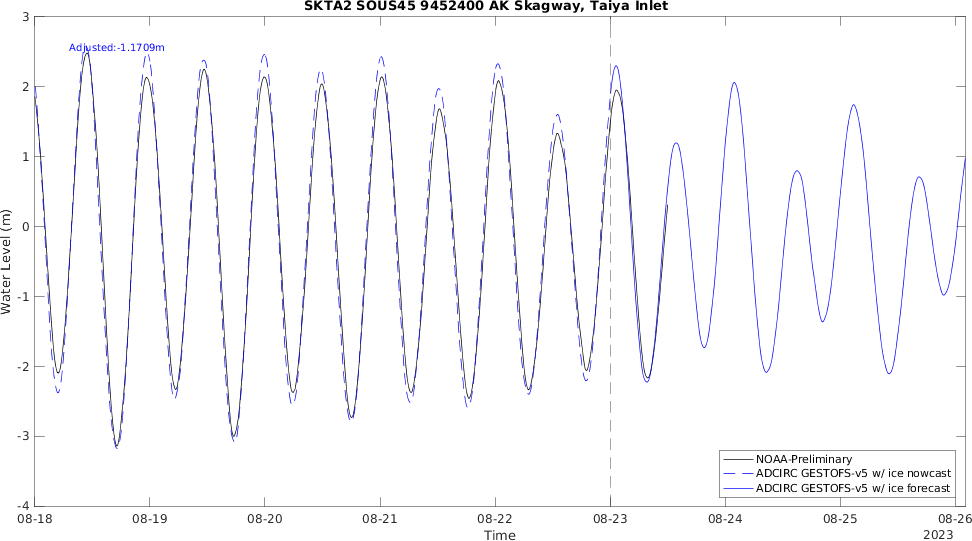 SKTA2 SOUS45 9452400 AK Skagway, Taiya Inlet
Adjusted:-1.1709m
3
2
1
0
-1
-2
-3
-4
Water Level (m)
08-18 08-19 08-20 08-21 08-22 08-23 08-24 08-25 08-26
Time
2023
NOAA-Preliminary
ADCIRC GESTOFS-v5 w/ ice nowcast
ADCIRC GESTOFS-v5 w/ ice forecast